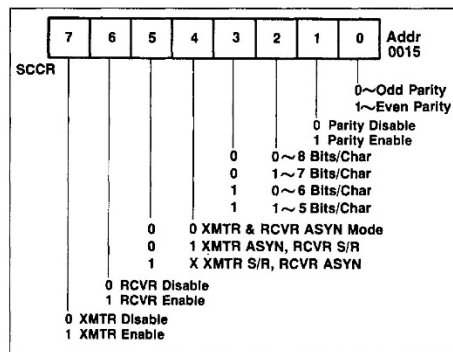 7 6 5 4 3 2 1 0 Addr
0015
SCCR
0~Odd Parity
1~Even Parity
0 Parity Disable
1 Parity Enable
0 0~8 Bits/Char
0 1~7 Bits/Char
1 0~6 Bits/Char
1 1~5 Bits/Char
0 0 XMTR & RCVR ASYN Mode
0 1 XMTR ASYN, RCVR S/R
1 X XMTR S/R, RCVR ASYN
0 RCVR Disable
1 RCVR Enable
0 XMTR Disable
1 XMTR Enable